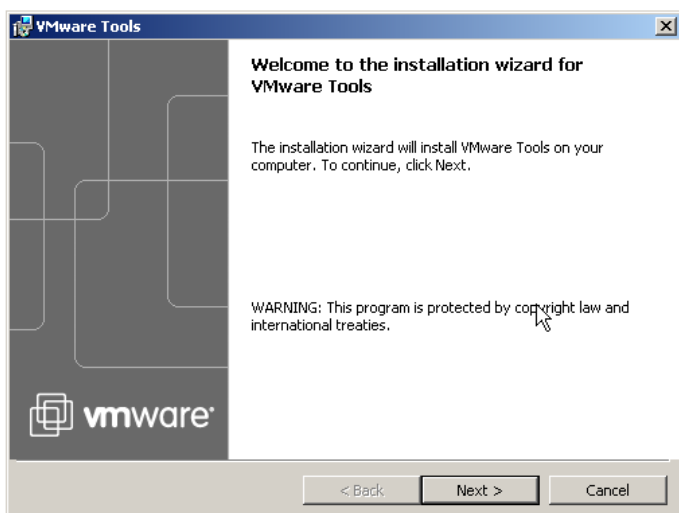 VMware Tools
Welcome to the installation wizard for
VMware Tools
The installation wizard will install VMware Tools on your
computer. To continue, click Next.
WARNING: This program is protected by copyright law and
international treaties.
vmware
< Back
Next >
Cancel